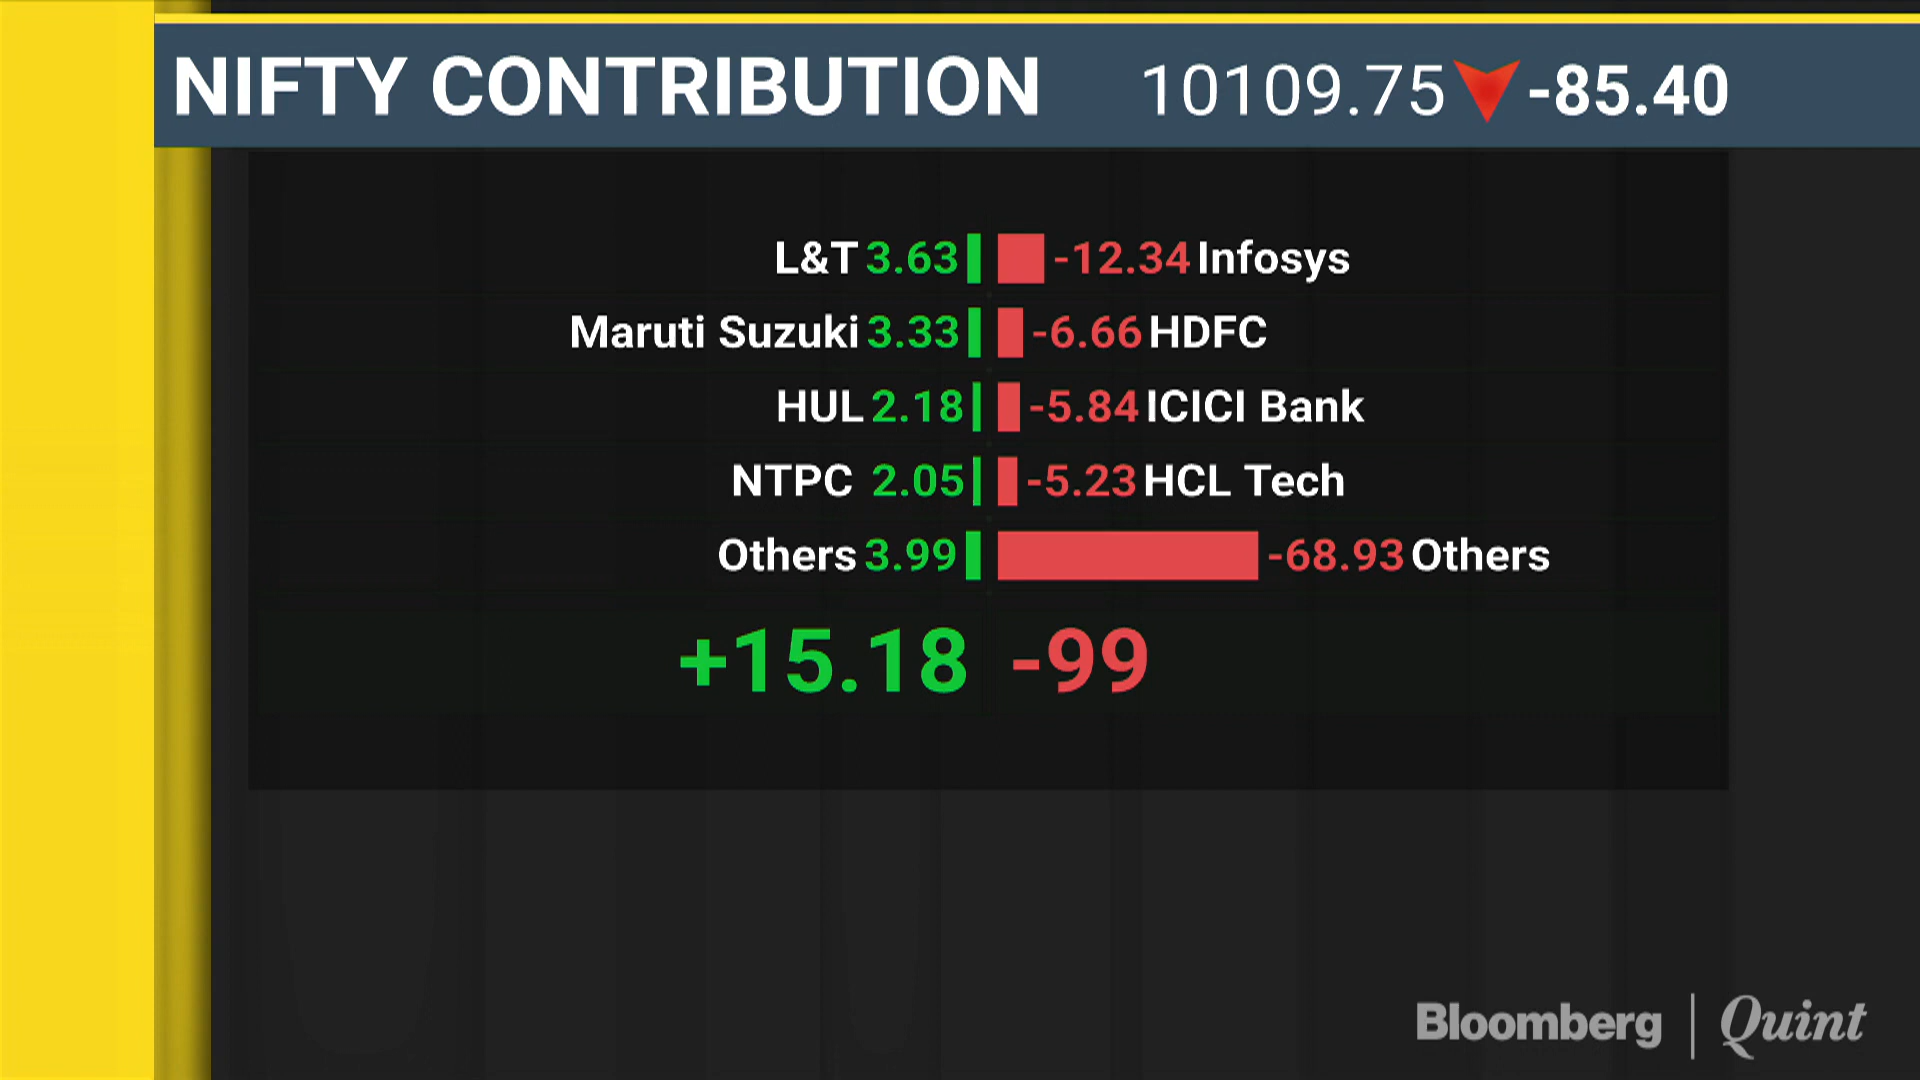 NIFTY CONTRIBUTION 10109.75 -85.40
L&T 3.63 -12.34 Infosys
Maruti Suzuki 3.33 -6.66 HDFC
HUL 2.18 -5.84 ICICI Bank
NTPC 2.05 -5.23 HCL Tech
Others 3.99 -68.93 Others
+15.18 -99
Bloomberg | Quint